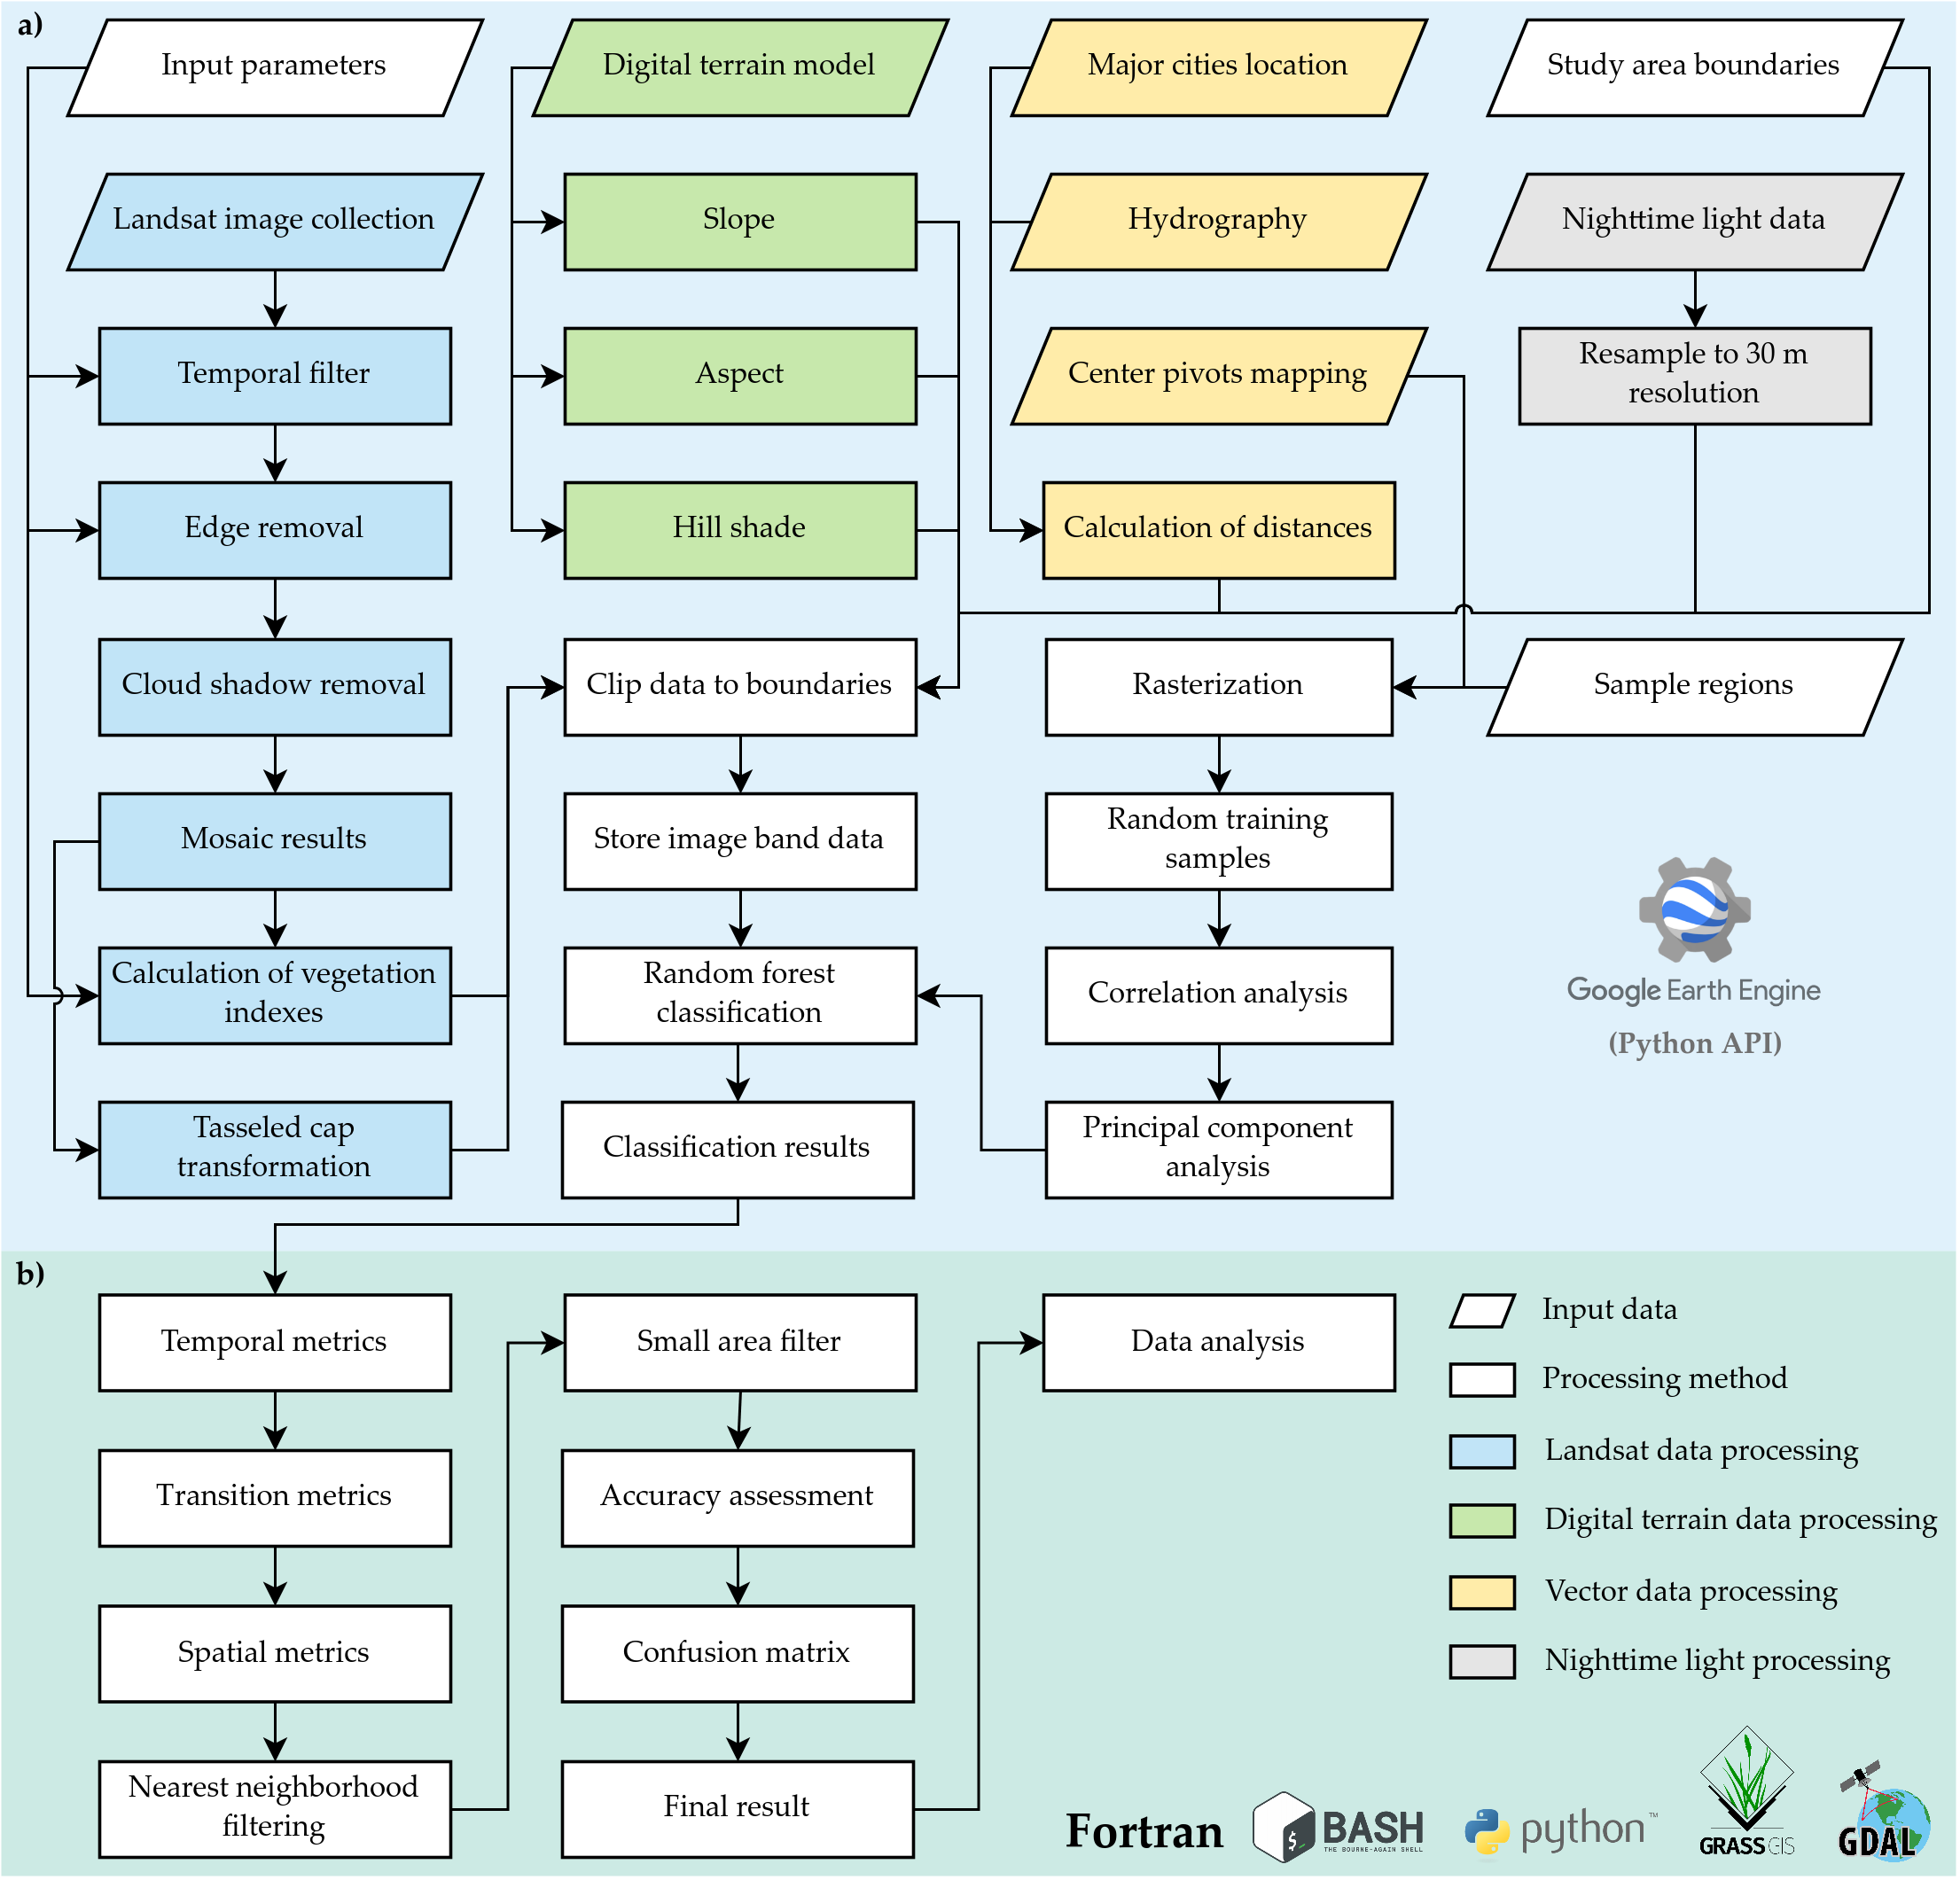 a)
Input parameters
Digital terrain model
Major cities location
Study area boundaries
Landsat image collection
Slope
Hydrography
Nighttime light data
Temporal filter
Aspect
Center pivots mapping
Resample to 30 m
resolution
Edge removal
Hill shade
Calculation of distances
Cloud shadow removal
Clip data to boundaries
Rasterization
Sample regions
Mosaic results
Store image band data
Random training
samples
Calculation of vegetation
indexes
Random forest
classification
Correlation analysis
Google Earth Engine
(Python API)
Tasseled cap
transformation
Classification results
Principal component
analysis
b)
Temporal metrics
Small area filter
Data analysis
Transition metrics
Accuracy assessment
Spatial metrics
Confusion matrix
Nearest neighborhood
filtering
Final result
Input data
Processing method
Landsat data processing
Digital terrain data processing
Vector data processing
Nighttime light processing
Fortran
$_
BASH
THE BOURNE-AGAIN SHELL
python™
GRASS GIS
GDAL